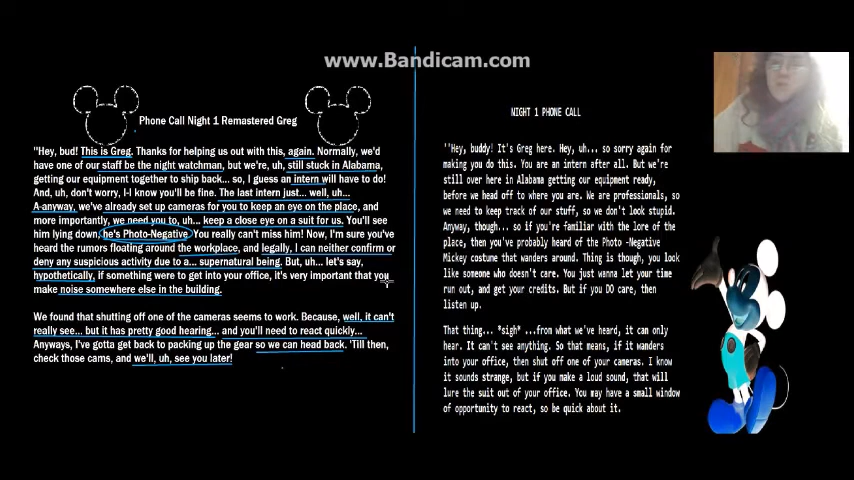 www.Bandicam.com
Phone Call Night 1 Remastered Greg
"Hey, bud! This is Greg. Thanks for helping us out with this, again. Normally, we'd
have one of our staff be the night watchman, but we're, uh, still stuck in Alabama,
getting our equipment together to ship back... so, I guess an intern will have to do!
And, uh, don't worry, I-I know you'll be fine. The last intern just... well, uh...
A-anyway, we've already set up cameras for you to keep an eye on the place, and
more importantly, we need you to, uh... keep a close eye on a suit for us. You'll see
him lying down, he's Photo-Negative. You really can't miss him! Now, I'm sure you've
heard the rumors floating around the workplace, and legally, I can neither confirm or
deny any suspicious activity due to a... supernatural being. But, uh... let's say,
hypothetically, if something were to get into your office, it's very important that you
make noise somewhere else in the building.
We found that shutting off one of the cameras seems to work. Because, well, it can't
really see... but it has pretty good hearing... and you'll need to react quickly...
Anyways, I've gotta get back to packing up the gear so we can head back. 'Till then,
check those cams, and we'll, uh, see you later!
NIGHT 1 PHONE CALL
''Hey, buddy! It's Greg here. Hey, uh... so sorry again for
making you do this. You are an intern after all. But we're
still over here in Alabama getting our equipment ready,
before we head off to where you are. We are professionals, so
we need to keep track of our stuff, so we don't look stupid.
Anyway, though... so if you're familiar with the lore of the
place, then you've probably heard of the Photo -Negative
Mickey costume that wanders around. Thing is though, you look
like someone who doesn't care. You just wanna let your time
run out, and get your credits. But if you DO care, then
listen up.
That thing... *sigh* ...from what we've heard, it can only
hear. It can't see anything. So that means, if it wanders
into your office, then shut off one of your cameras. I know
it sounds strange, but if you make a loud sound, that will
lure the suit out of your office. You may have a small window
of opportunity to react, so be quick about it.